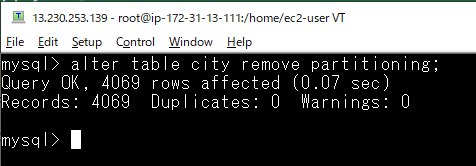 13.230.253.139 - root@ip-172-31-13-111:/home/ec2-user VT
File Edit Setup Control Window Help
mysql> alter table city remove partitioning;
Query OK, 4069 rows affected (0.07 sec)
Records: 4069  Duplicates: 0  Warnings: 0
mysql>